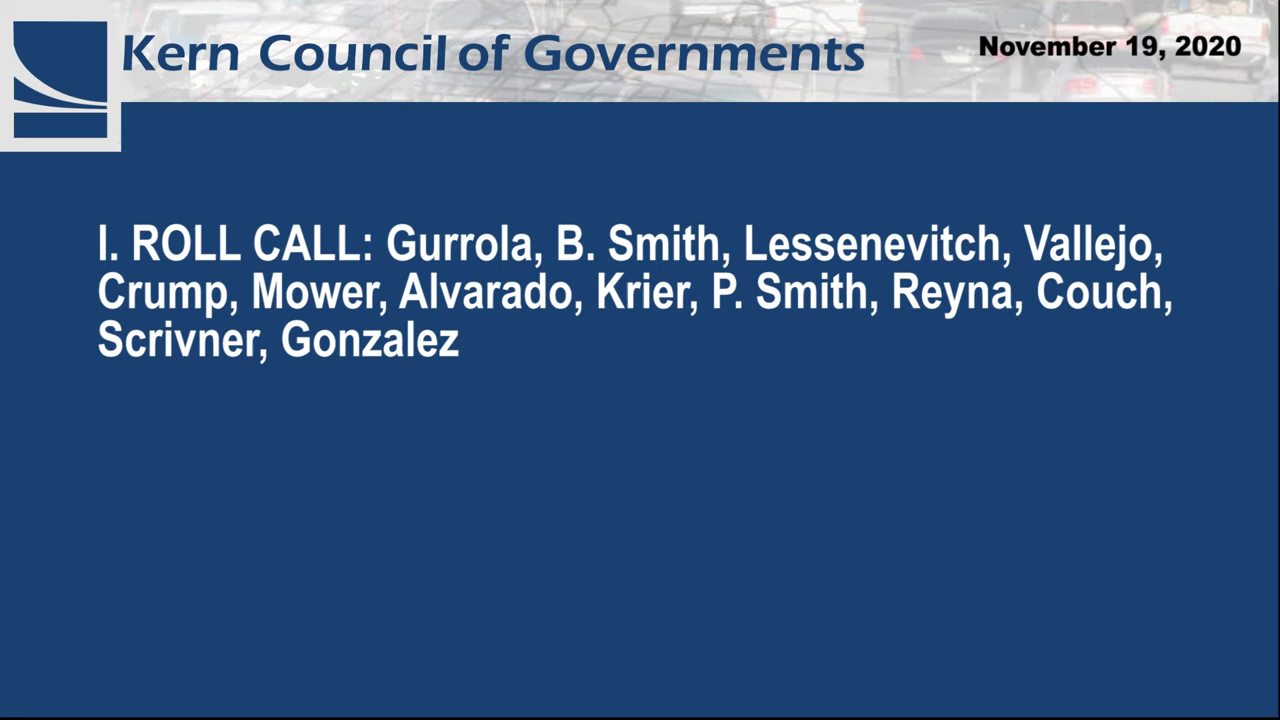 Kern Council of Governments
November 19, 2020
I. ROLL CALL: Gurrola, B. Smith, Lessenevitch, Vallejo,
Crump, Mower, Alvarado, Krier, P. Smith, Reyna, Couch,
Scrivner, Gonzalez